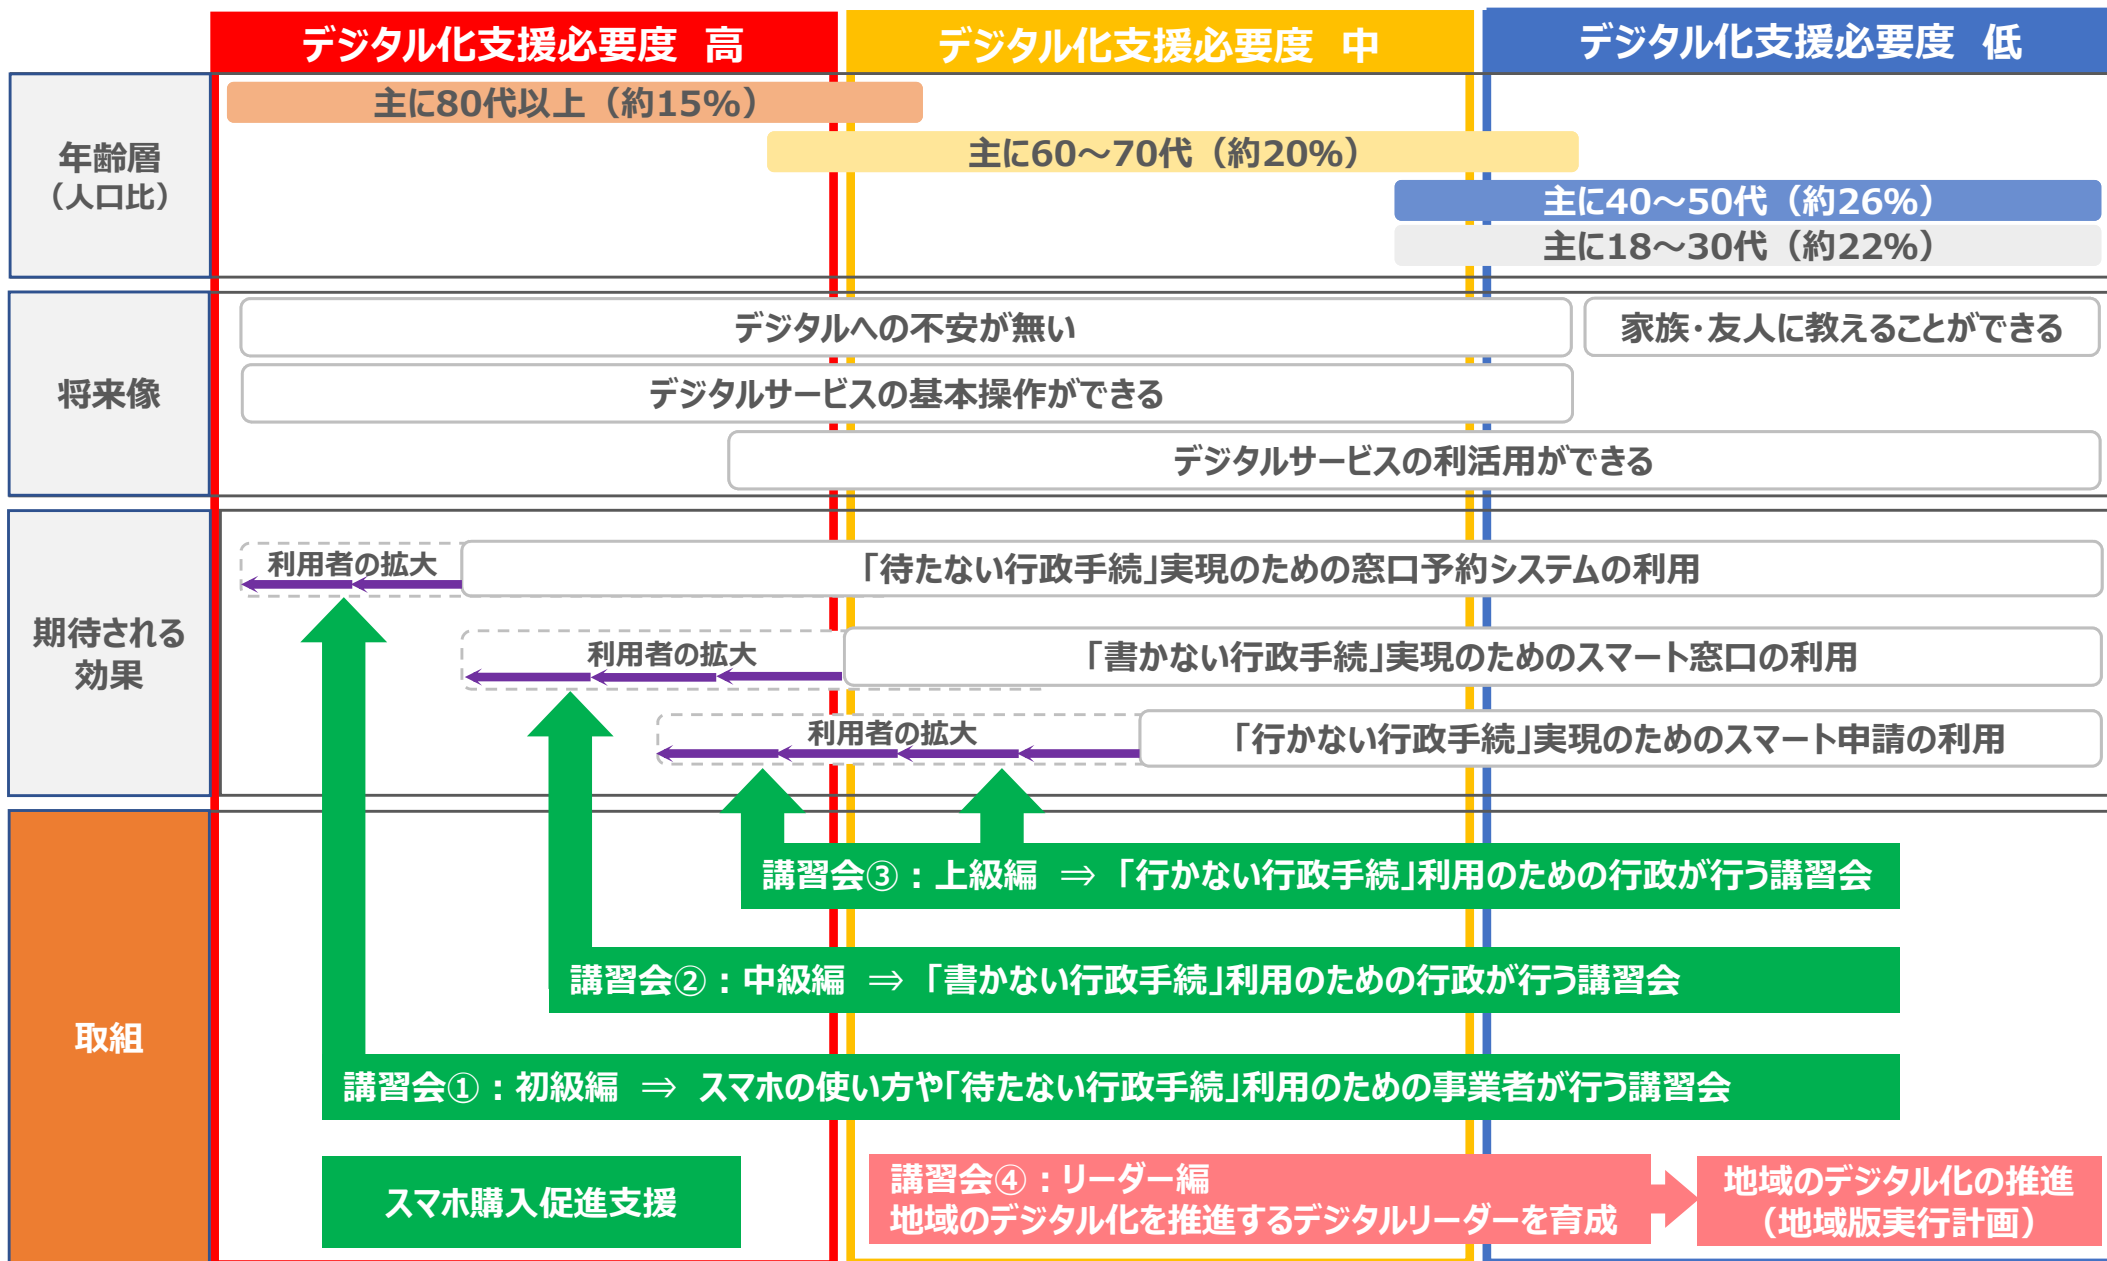 デジタル化支援必要度 高
デジタル化支援必要度 中
デジタル化支援必要度 低
年齢層
（人口比）
主に80代以上（約15%）
主に60～70代（約20%）
主に40～50代（約26%）
主に18～30代（約22%）
将来像
デジタルへの不安が無い
家族・友人に教えることができる
デジタルサービスの基本操作ができる
デジタルサービスの利活用ができる
期待される
効果
利用者の拡大
「待たない行政手続」実現のための窓口予約システムの利用
利用者の拡大
「書かない行政手続」実現のためのスマート窓口の利用
利用者の拡大
「行かない行政手続」実現のためのスマート申請の利用
取組
講習会③：上級編 ⇒ 「行かない行政手続」利用のための行政が行う講習会
講習会②：中級編 ⇒ 「書かない行政手続」利用のための行政が行う講習会
講習会①：初級編 ⇒ スマホの使い方や「待たない行政手続」利用のための事業者が行う講習会
スマホ購入促進支援
講習会④：リーダー編
地域のデジタル化を推進するデジタルリーダーを育成
地域のデジタル化の推進
（地域版実行計画）